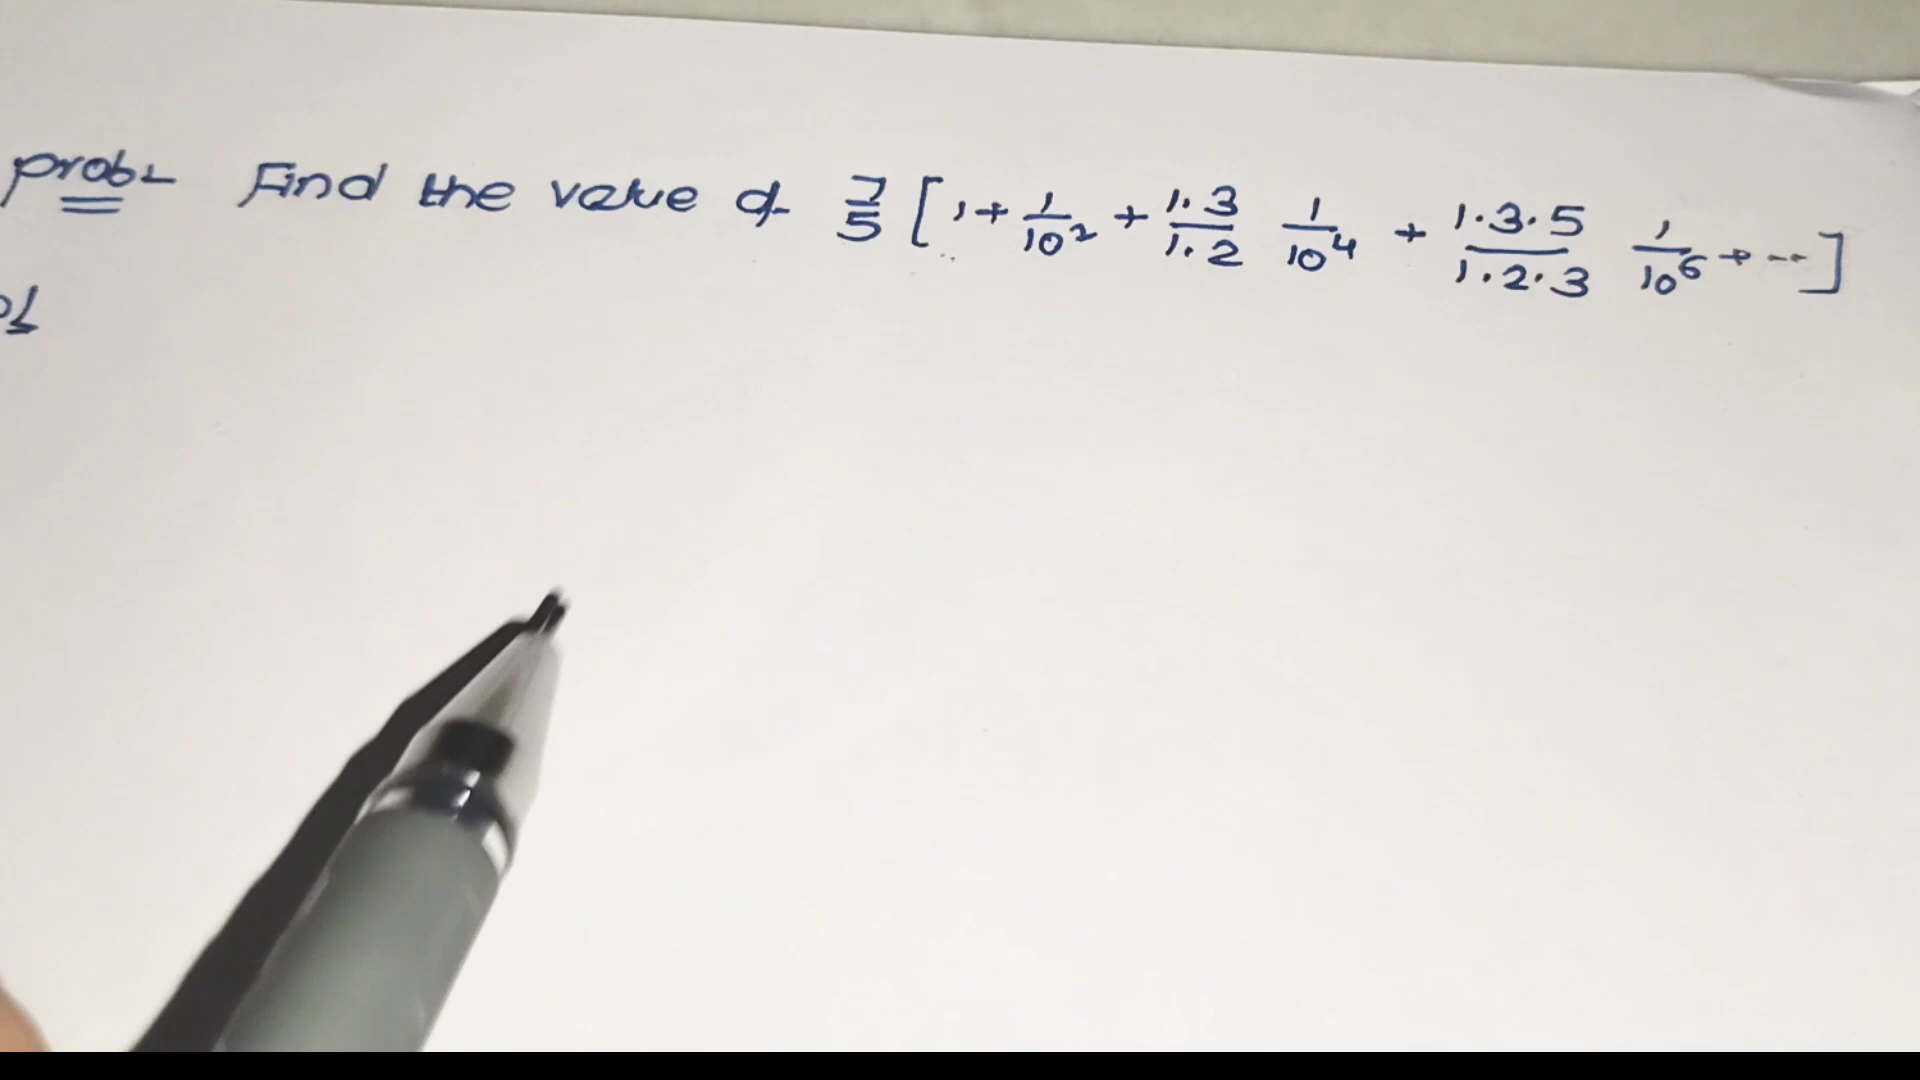 prob:- Find the value of 7/5 [1 + 1/10² + 1.3/1.2 1/10⁴ + 1.3.5/1.2.3 1/10⁶ + ---]